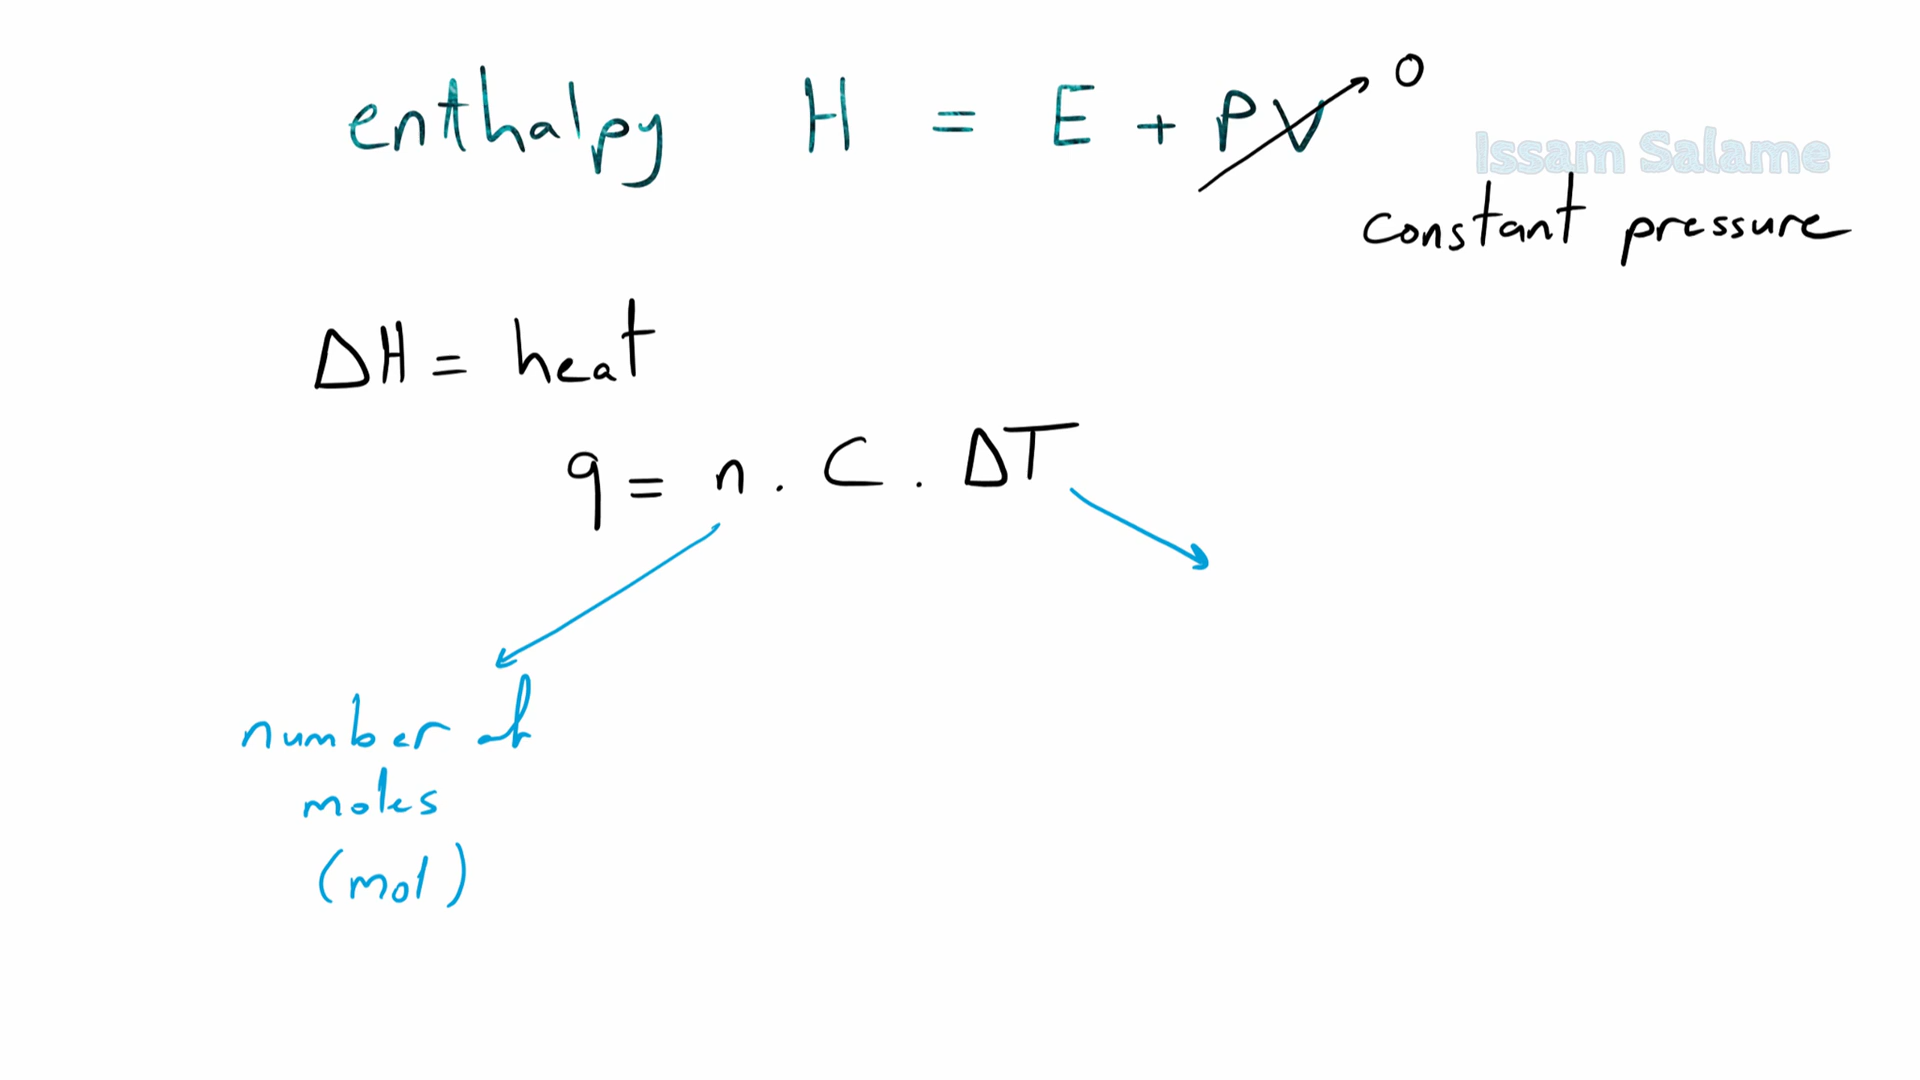 enthalpy H = E + PV 0
Issam Salame
constant pressure
ΔH = heat
q = n . C . ΔT
number of
moles
(mol)